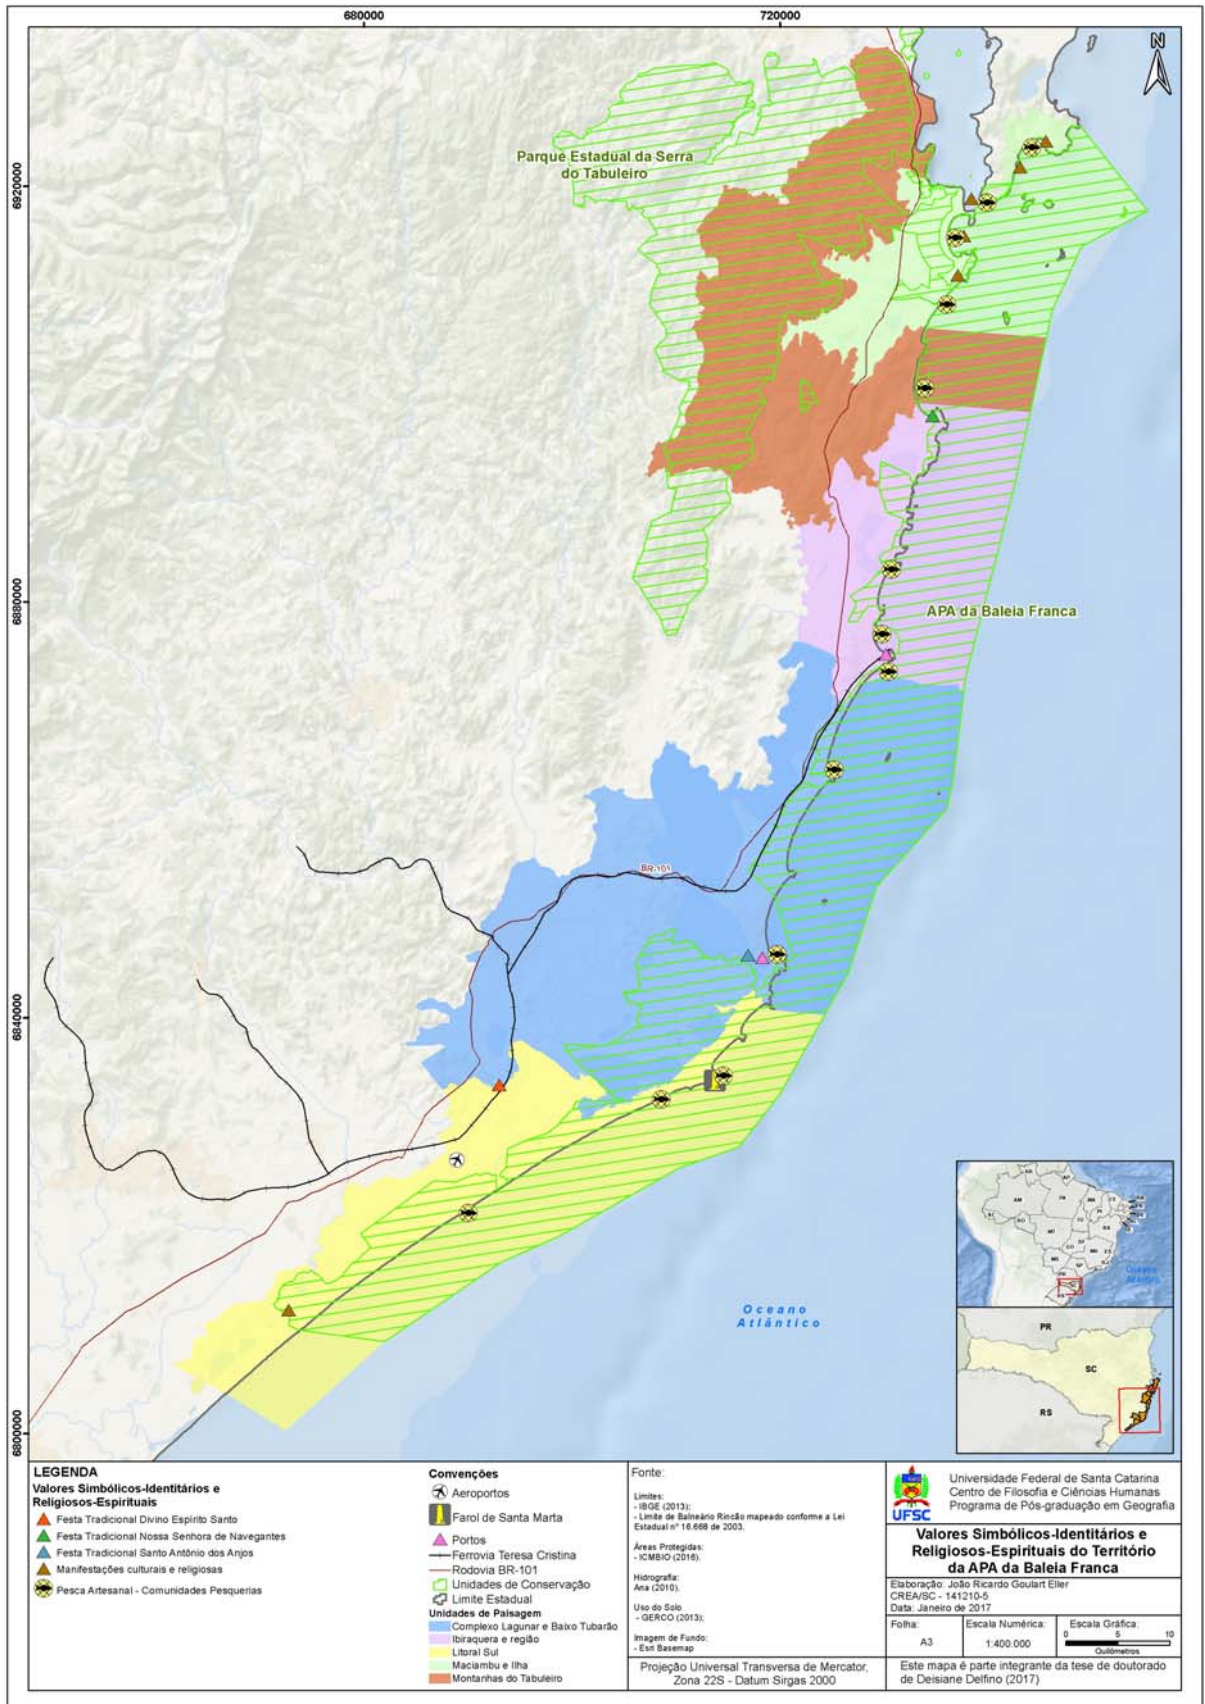 680000
720000
N
6920000
6880000
6840000
6800000
Parque Estadual da Serra
do Tabuleiro
APA da Baleia Franca
BR-101
Oceano
Atlântico
AM
PA
MT
GO
BA
MG
SP
PR
SC
RS
LEGENDA
Valores Simbólicos-Identitários e
Religiosos-Espirituais
Festa Tradicional Divino Espírito Santo
Festa Tradicional Nossa Senhora de Navegantes
Festa Tradicional Santo Antônio dos Anjos
Manifestações culturais e religiosas
Pesca Artesanal - Comunidades Pesquerias
Convenções
Aeroportos
Farol de Santa Marta
Portos
Ferrovia Teresa Cristina
Rodovia BR-101
Unidades de Conservação
Limite Estadual
Unidades de Paisagem
Complexo Lagunar e Baixo Tubarão
Ibiraquera e região
Litoral Sul
Maciambu e Ilha
Montanhas do Tabuleiro
Fonte:
Limites:
- IBGE (2013);
- Limite de Balneário Rincão mapeado conforme a Lei
Estadual nº 16.668 de 2003.
Áreas Protegidas:
- ICMBIO (2016).
Hidrografia:
Ana (2010).
Uso do Solo
- GERCO (2013);
Imagem de Fundo:
- Esri Basemap
Projeção Universal Transversa de Mercator,
Zona 22S - Datum Sirgas 2000
UFSC
Universidade Federal de Santa Catarina
Centro de Filosofia e Ciências Humanas
Programa de Pós-graduação em Geografia
Valores Simbólicos-Identitários e
Religiosos-Espirituais do Território
da APA da Baleia Franca
Elaboração: João Ricardo Goulart Eller
CREA/SC - 141210-5
Data: Janeiro de 2017
Folha:
A3
Escala Numérica:
1:400.000
Escala Gráfica:
0 5 10
Quilômetros
Este mapa é parte integrante da tese de doutorado
de Deisiane Delfino (2017)